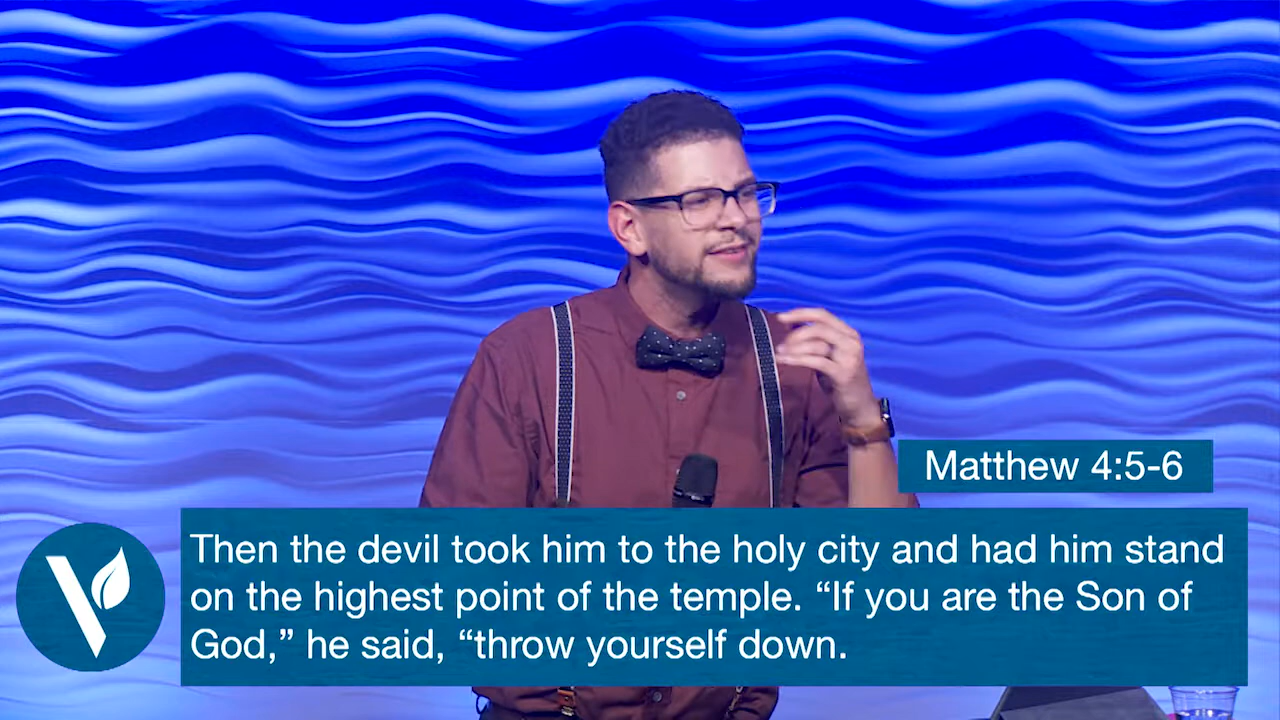 Matthew 4:5-6
Then the devil took him to the holy city and had him stand
on the highest point of the temple. “If you are the Son of
God,” he said, “throw yourself down.